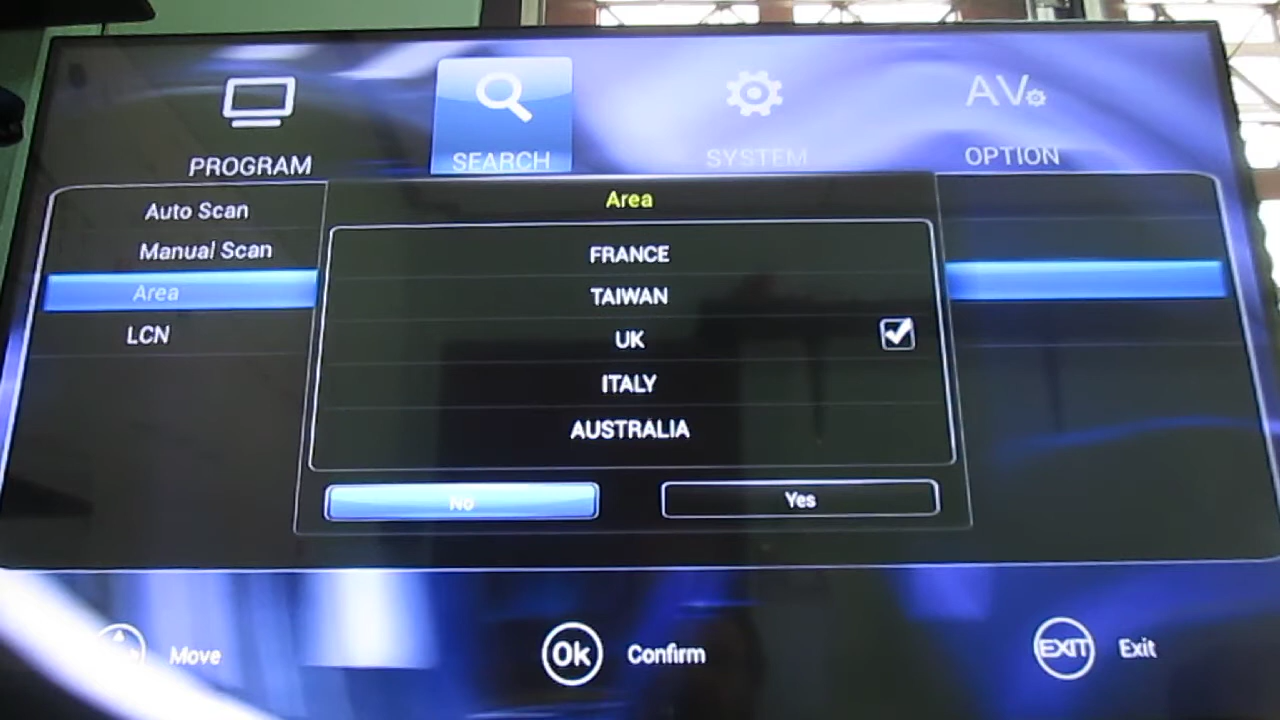 PROGRAM
SEARCH
SYSTEM
AV
OPTION
Auto Scan
Manual Scan
Area
LCN
Area
FRANCE
TAIWAN
UK
ITALY
AUSTRALIA
No
Yes
Move
Ok
Confirm
EXIT
Exit